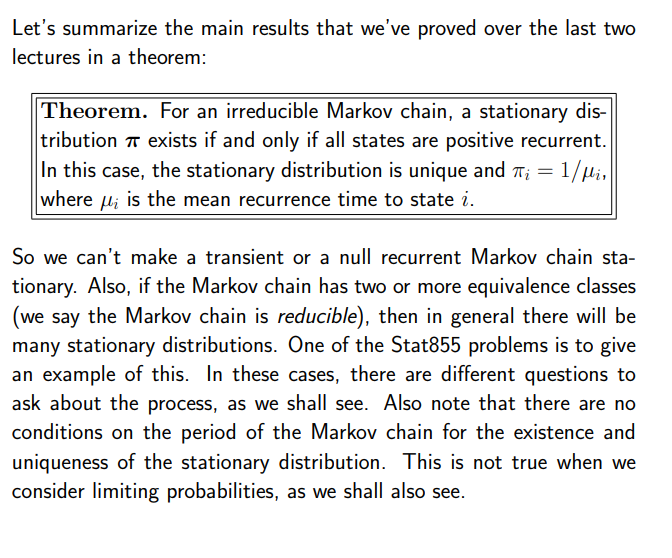 Let's summarize the main results that we've proved over the last two
lectures in a theorem:
Theorem. For an irreducible Markov chain, a stationary dis-
tribution π exists if and only if all states are positive recurrent.
In this case, the stationary distribution is unique and πᵢ = 1/μᵢ,
where μᵢ is the mean recurrence time to state i.
So we can't make a transient or a null recurrent Markov chain sta-
tionary. Also, if the Markov chain has two or more equivalence classes
(we say the Markov chain is reducible), then in general there will be
many stationary distributions. One of the Stat855 problems is to give
an example of this. In these cases, there are different questions to
ask about the process, as we shall see. Also note that there are no
conditions on the period of the Markov chain for the existence and
uniqueness of the stationary distribution. This is not true when we
consider limiting probabilities, as we shall also see.